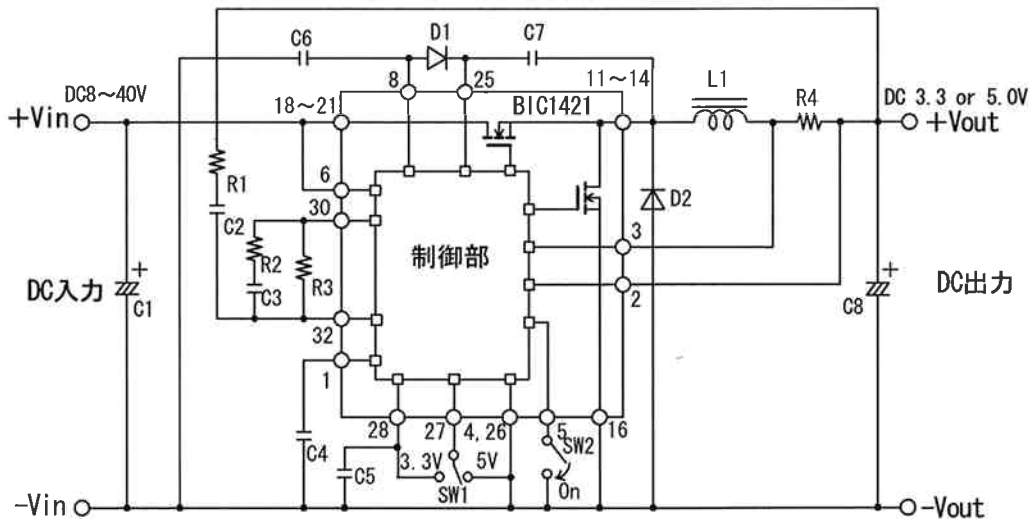 C6
D1
C7
8
25
11～14
L1
DC8～40V
18～21
BIC1421
R4
DC 3.3 or 5.0V
+Vin
+Vout
R1
6
30
C2
D2
制御部
3
R2
R3
+
DC入力
C1
C3
2
+
C8
DC出力
32
1
28
27
4, 26
5
16
SW2
C4
C5
3.3V
5V
SW1
On
-Vin
-Vout